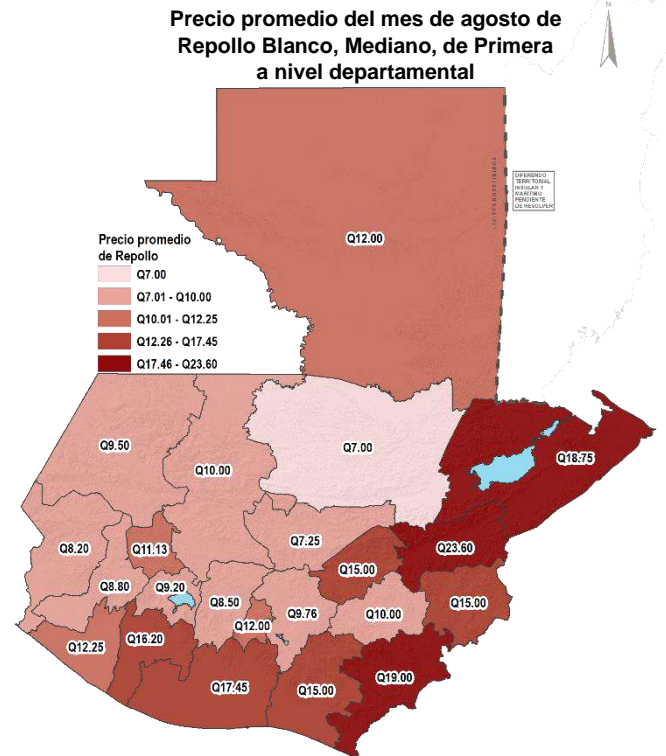 Precio promedio del mes de agosto de
Repollo Blanco, Mediano, de Primera
a nivel departamental
N
DIFERENDO
TERRITORIAL
INSULAR Y
MARÍTIMO
PENDIENTE
DE RESOLVER
Q12.00
Precio promedio
de Repollo
Q7.00
Q7.01 - Q10.00
Q10.01 - Q12.25
Q12.26 - Q17.45
Q17.46 - Q23.60
Q9.50
Q10.00
Q7.00
Q18.75
Q8.20
Q11.13
Q7.25
Q23.60
Q8.80
Q9.20
Q8.50
Q15.00
Q15.00
Q12.00
Q9.76
Q10.00
Q12.25
Q16.20
Q17.45
Q15.00
Q19.00